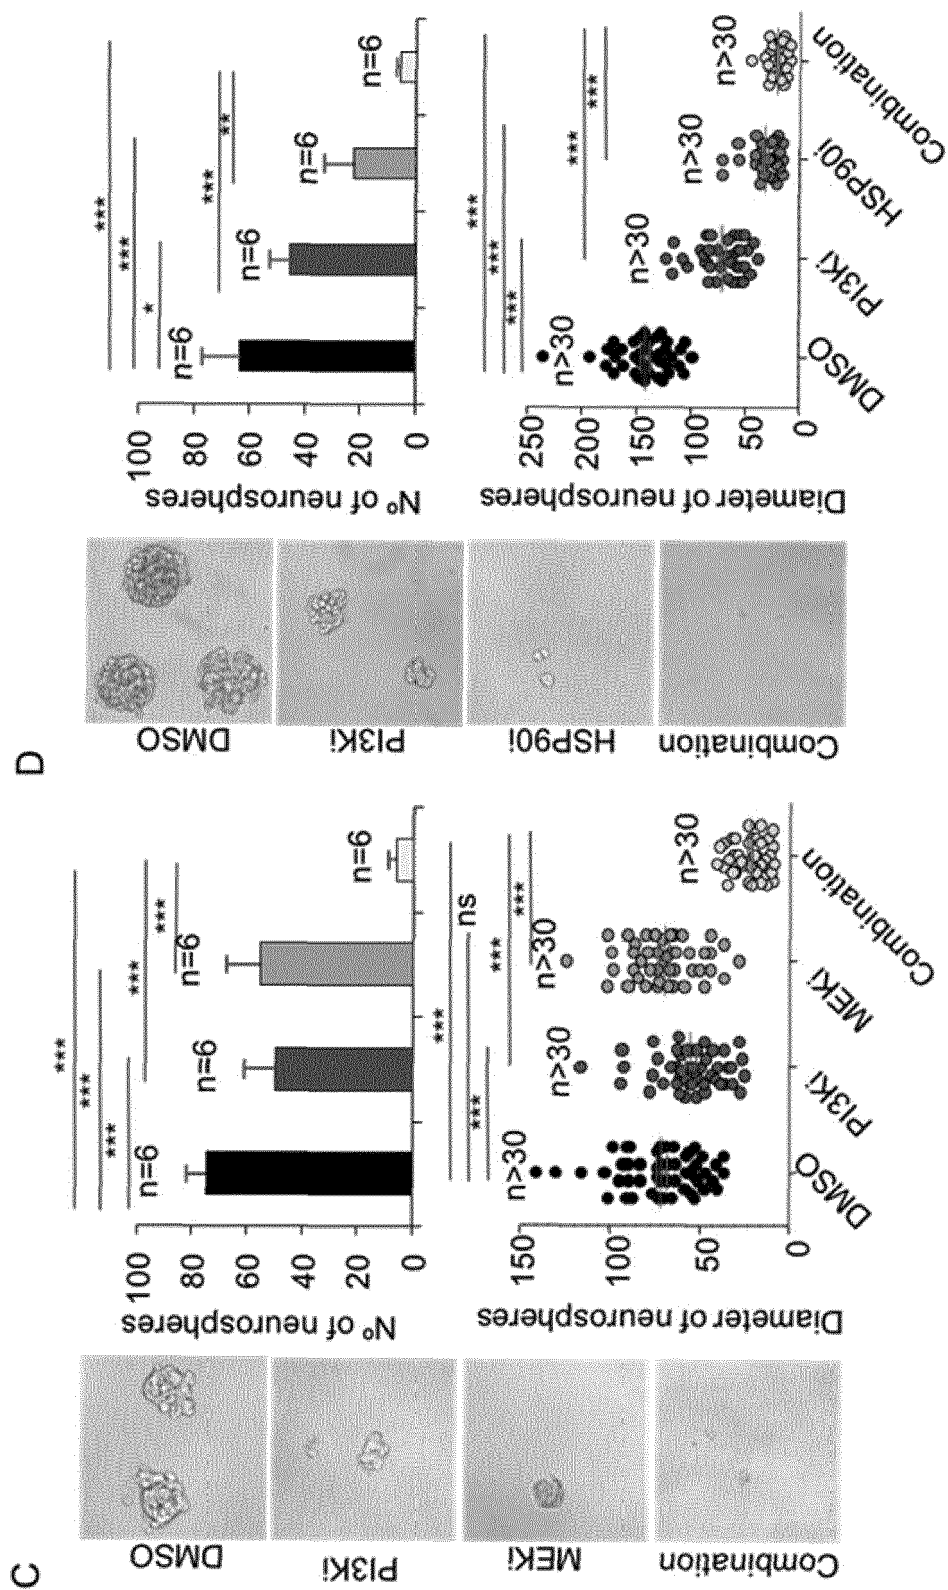 C
DMSO
PI3Ki
MEKi
Combination
Nº of neurospheres
100
80
60
40
20
0
***
***
***
***
***
n=6
n=6
n=6
n=6
Diameter of neurospheres
150
100
50
0
***
ns
***
***
***
n>30
n>30
n>30
n>30
DMSO
PI3Ki
MEKi
Combination
D
DMSO
PI3Ki
HSP90i
Combination
Nº of neurospheres
100
80
60
40
20
0
***
***
*
***
**
n=6
n=6
n=6
n=6
Diameter of neurospheres
250
200
150
100
50
0
***
***
***
***
***
n>30
n>30
n>30
n>30
DMSO
PI3Ki
HSP90i
Combination